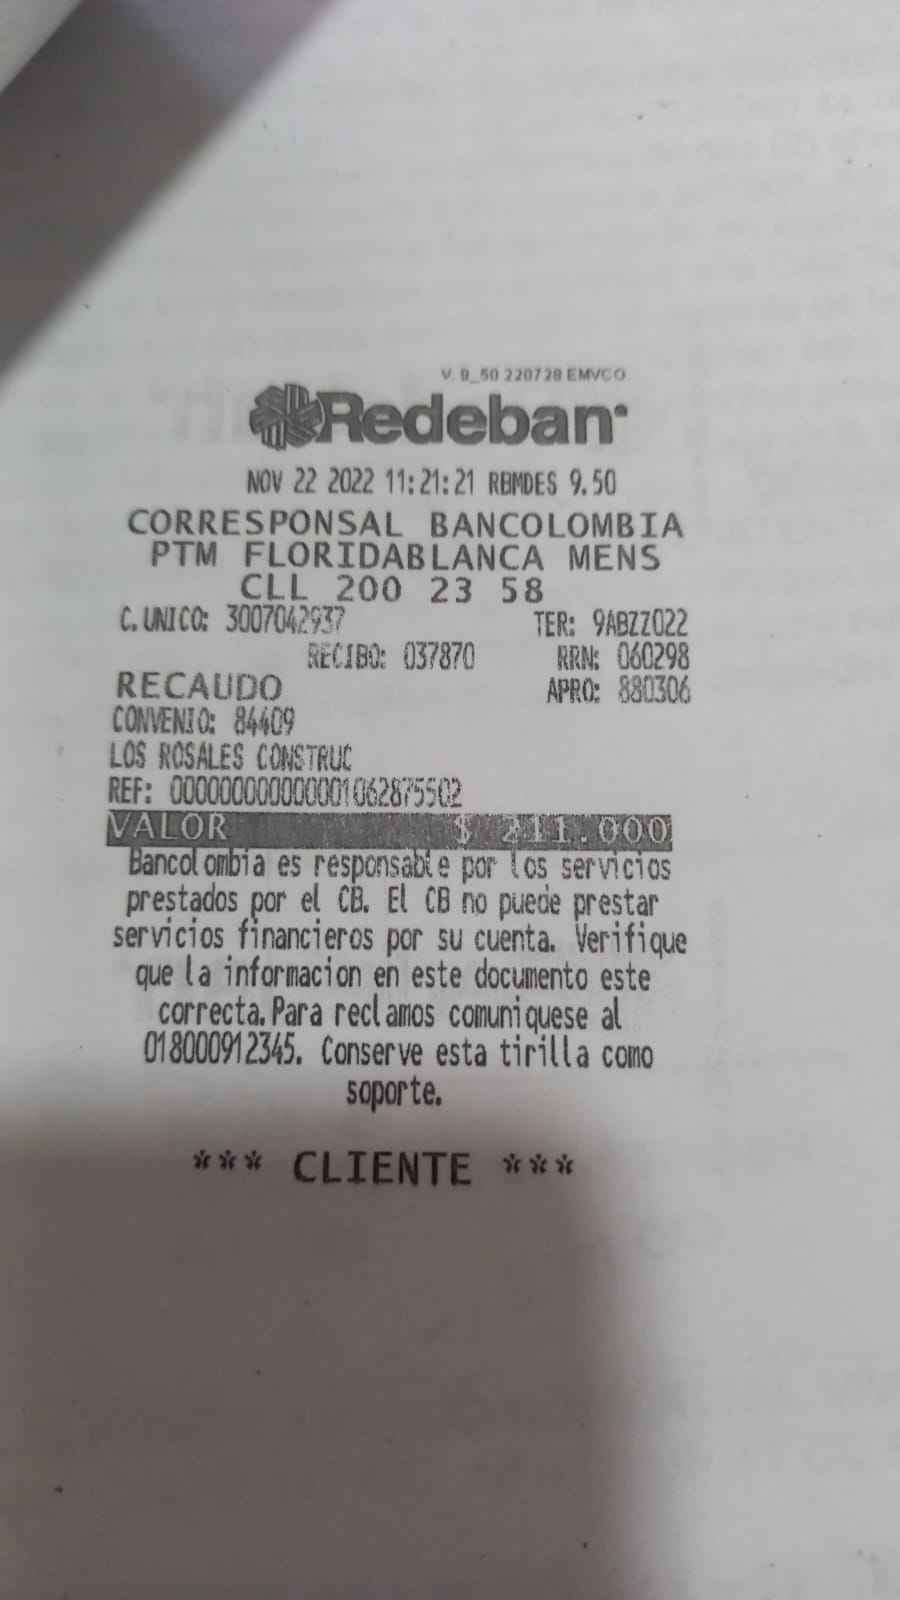 V. 9_50 220728 EMVCO
Redeban
NOV 22 2022 11:21:21 RBMDES 9.50
CORRESPONSAL BANCOLOMBIA
PTM FLORIDABLANCA MENS
CLL 200 23 58
C. UNICO: 3007042937 TER: 9ABZZ022
RECIBO: 037870 RRN: 060298
RECAUDO APRO: 880306
CONVENIO: 84409
LOS ROSALES CONSTRUC
REF: 00000000000001062875502
VALOR $ 211.000
Bancolombia es responsable por los servicios
prestados por el CB. El CB no puede prestar
servicios financieros por su cuenta. Verifique
que la informacion en este documento este
correcta.Para reclamos comuniquese al
018000912345. Conserve esta tirilla como
soporte.
*** CLIENTE ***